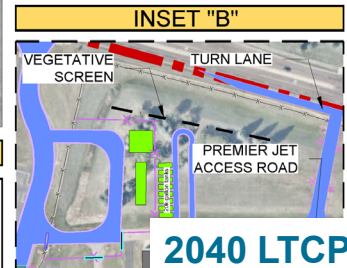 INSET "B"
VEGETATIVE
SCREEN
TURN LANE
PREMIER JET
ACCESS ROAD
2040 LTCP